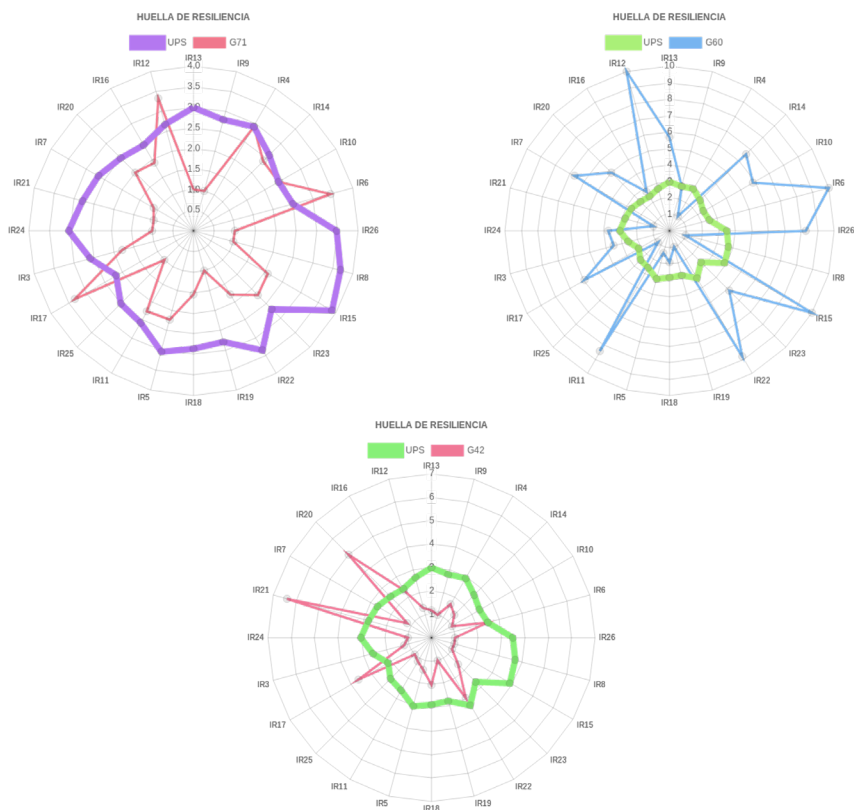 HUELLA DE RESILIENCIA
UPS G71
IR13
IR9
IR4
IR14
IR10
IR6
IR26
IR8
IR15
IR23
IR22
IR19
IR18
IR5
IR11
IR25
IR17
IR3
IR24
IR21
IR7
IR20
IR16
IR12
4.0
3.5
3.0
2.5
2.0
1.5
1.0
0.5
HUELLA DE RESILIENCIA
UPS G60
IR13
IR9
IR4
IR14
IR10
IR6
IR26
IR8
IR15
IR23
IR22
IR19
IR18
IR5
IR11
IR25
IR17
IR3
IR24
IR21
IR7
IR20
IR16
IR12
10
9
8
7
6
5
4
3
2
1
HUELLA DE RESILIENCIA
UPS G42
IR13
IR9
IR4
IR14
IR10
IR6
IR26
IR8
IR15
IR23
IR22
IR19
IR18
IR5
IR11
IR25
IR17
IR3
IR24
IR21
IR7
IR20
IR16
IR12
7
6
5
4
3
2
1